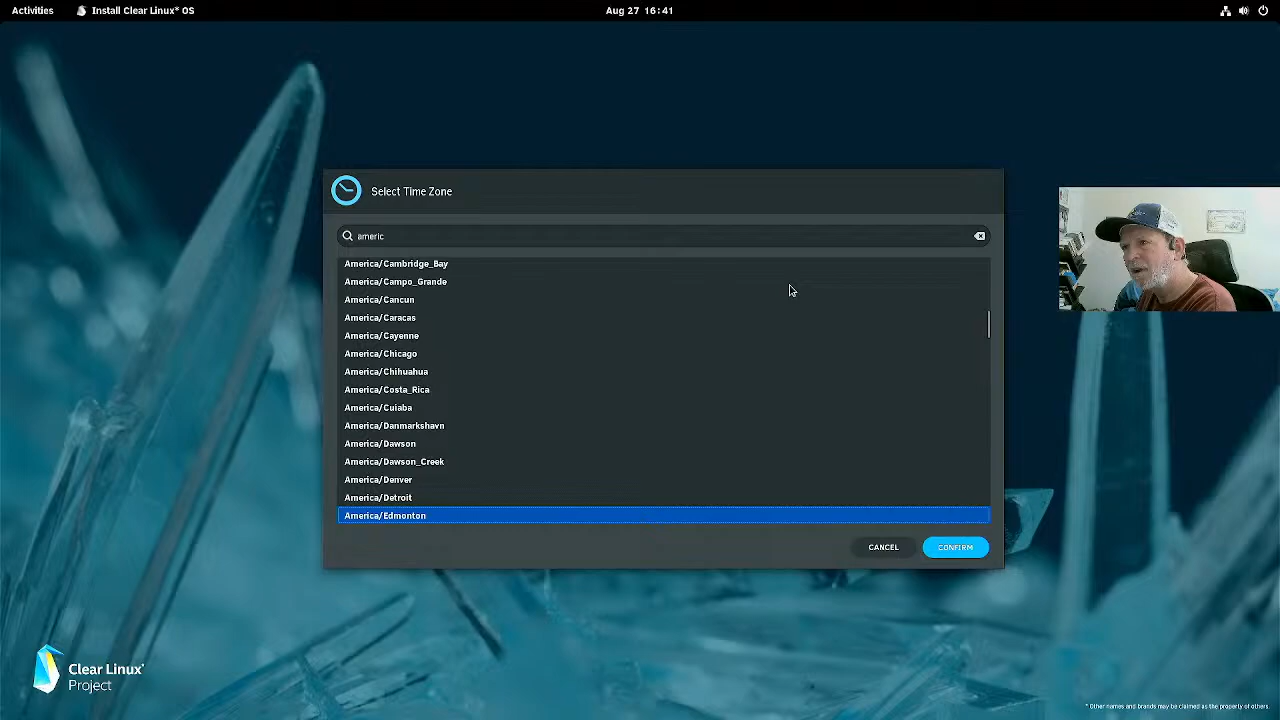 Activities
Install Clear Linux* OS
Aug 27 16:41
Select Time Zone
americ
America/Cambridge_Bay
America/Campo_Grande
America/Cancun
America/Caracas
America/Cayenne
America/Chicago
America/Chihuahua
America/Costa_Rica
America/Cuiaba
America/Danmarkshavn
America/Dawson
America/Dawson_Creek
America/Denver
America/Detroit
America/Edmonton
CANCEL
CONFIRM
Clear Linux*
Project
* Other names and brands may be claimed as the property of others.